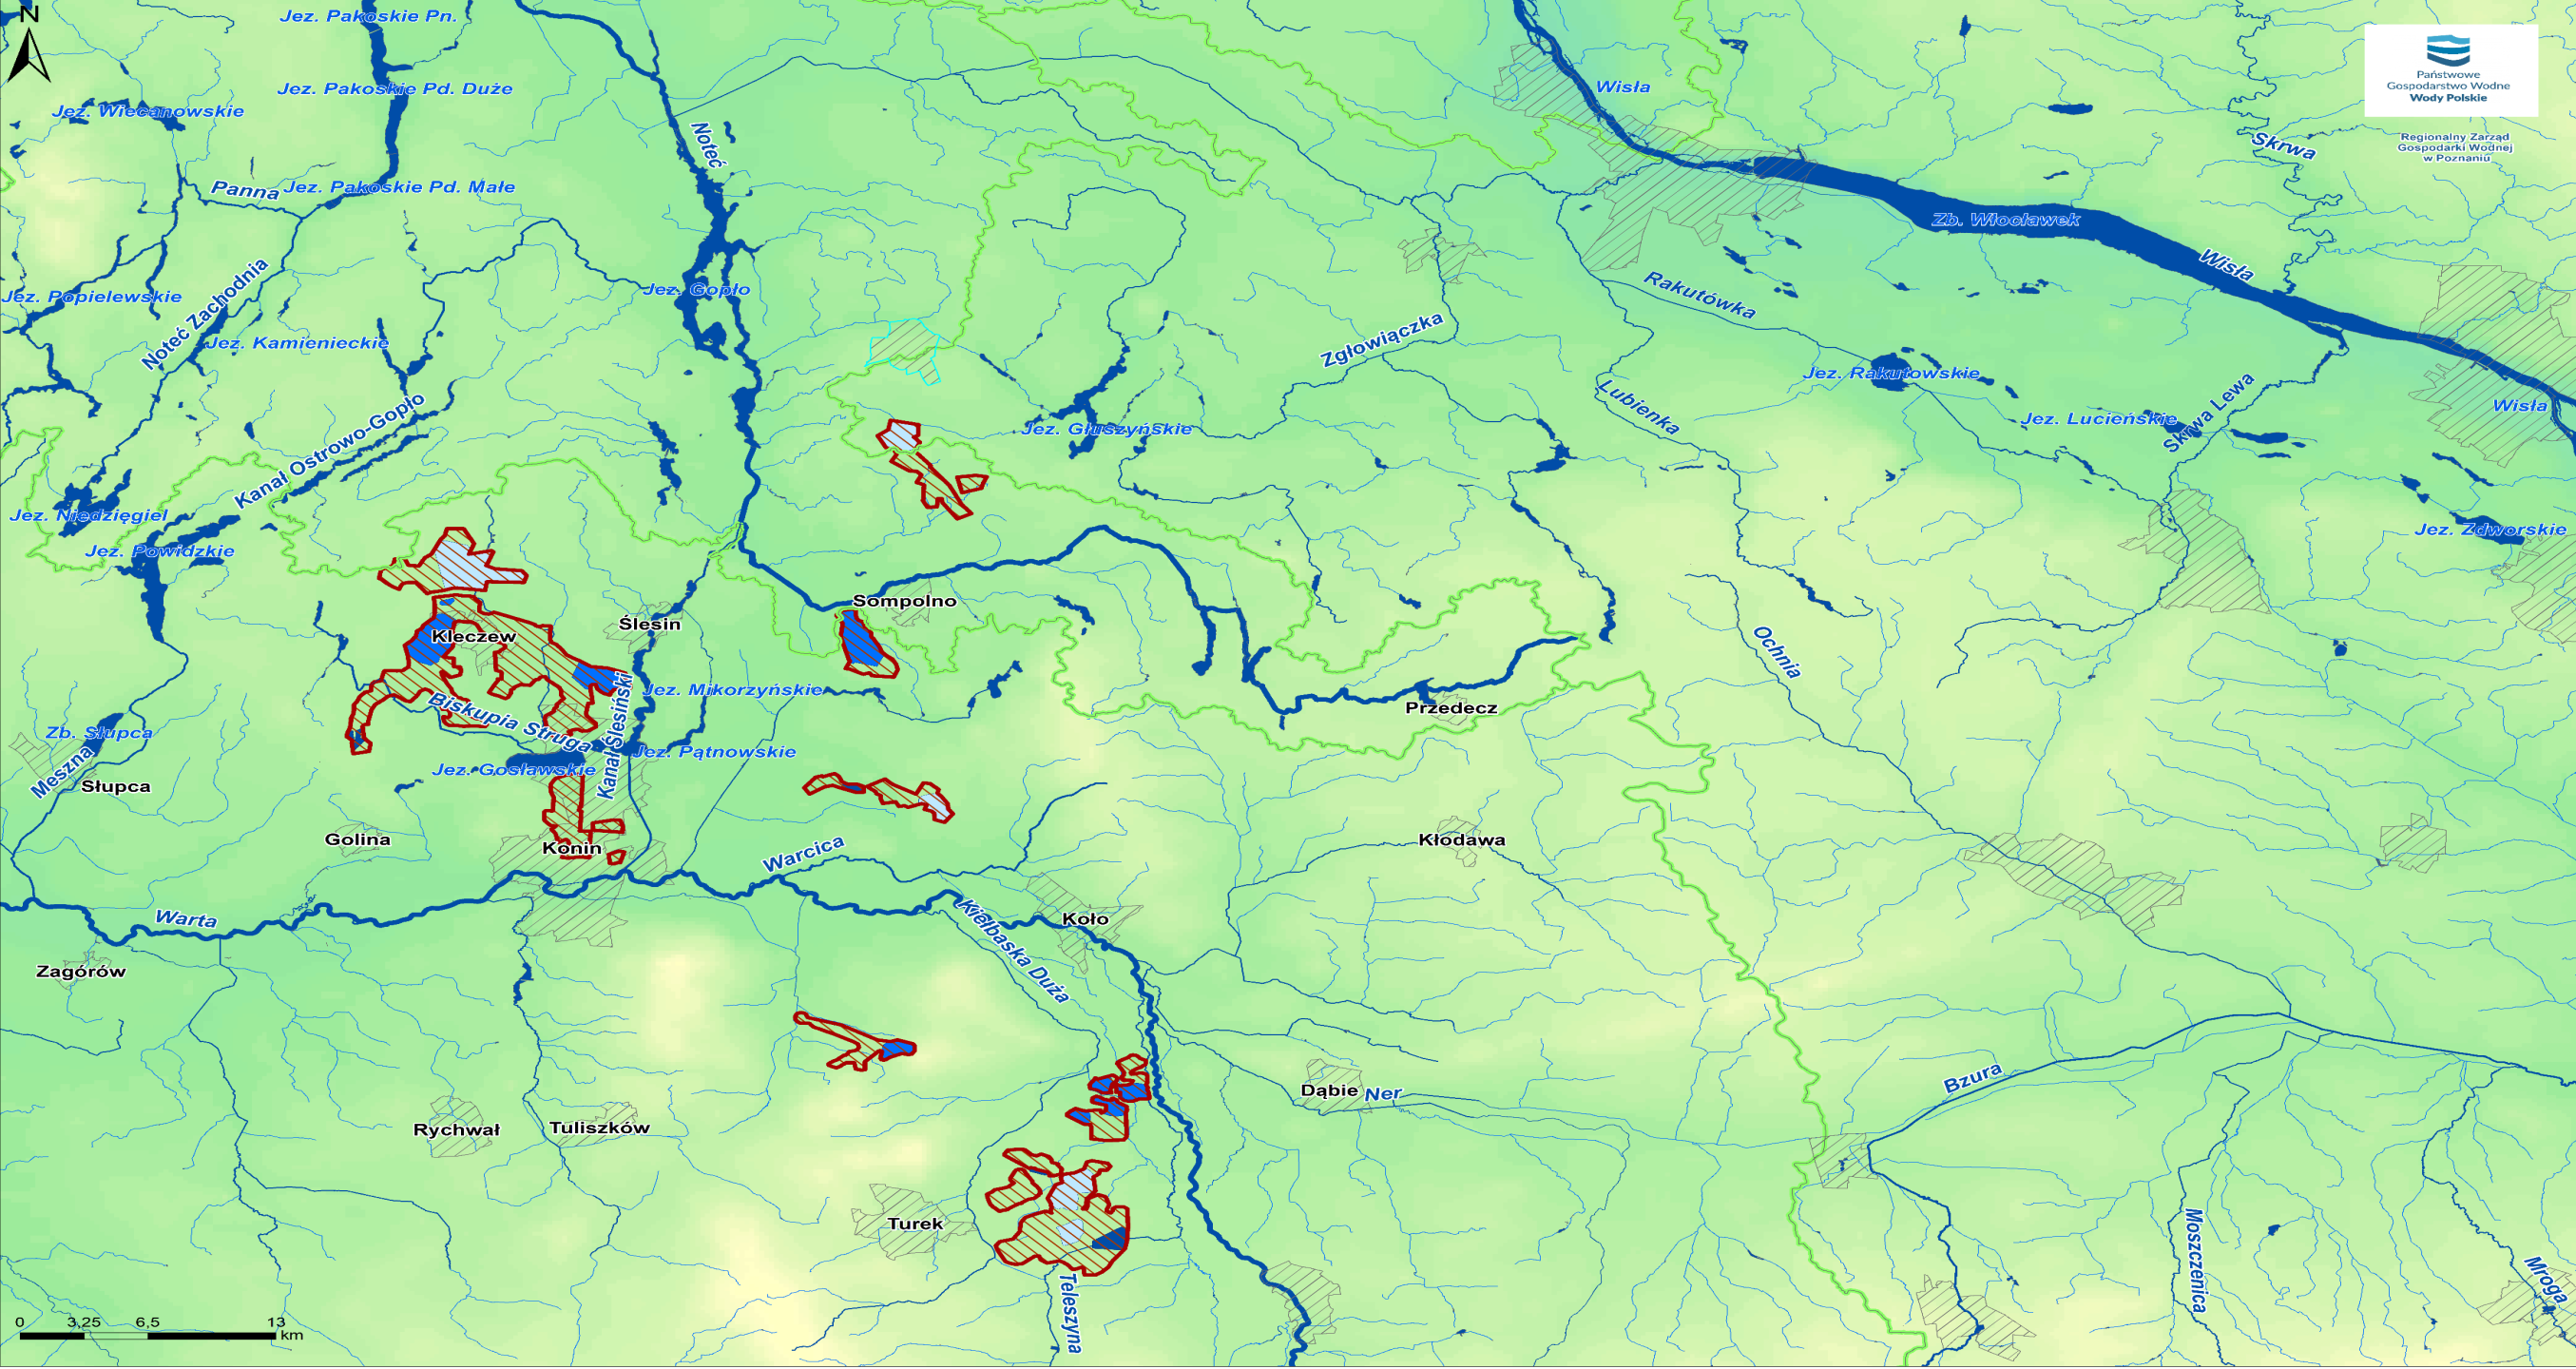 N
Jez. Pakoskie Pn.
Jez. Pakoskie Pd. Duże
Jez. Wiecanowskie
Noteć
Wisła
Państwowe
Gospodarstwo Wodne
Wody Polskie
Regionalny Zarząd
Gospodarki Wodnej
w Poznaniu
Skrwa
Panna
Jez. Pakoskie Pd. Małe
Zb. Włocławek
Wisła
Jez. Popielewskie
Noteć Zachodnia
Jez. Gopło
Rakutówka
Jez. Kamienieckie
Zgłowiączka
Jez. Rakutowskie
Kanał Ostrowo-Gopło
Lubienka
Jez. Głuszyńskie
Jez. Lucieńskie
Skrwa Lewa
Wisła
Jez. Niedzięgiel
Jez. Powidzkie
Jez. Zdworskie
Sompolno
Ślesin
Kleczew
Ochnia
Jez. Mikorzyńskie
Biskupia Struga
Kanał Ślesiński
Przedecz
Zb. Słupca
Jez. Pątnowskie
Meszna
Jez. Gosławskie
Słupca
Golina
Konin
Warcica
Kłodawa
Warta
Kiełbaska Duża
Koło
Zagórów
Dąbie
Ner
Bzura
Rychwał
Tuliszków
Turek
Teleszyna
Moszczenica
Mroga
0 3,25 6,5 13
km